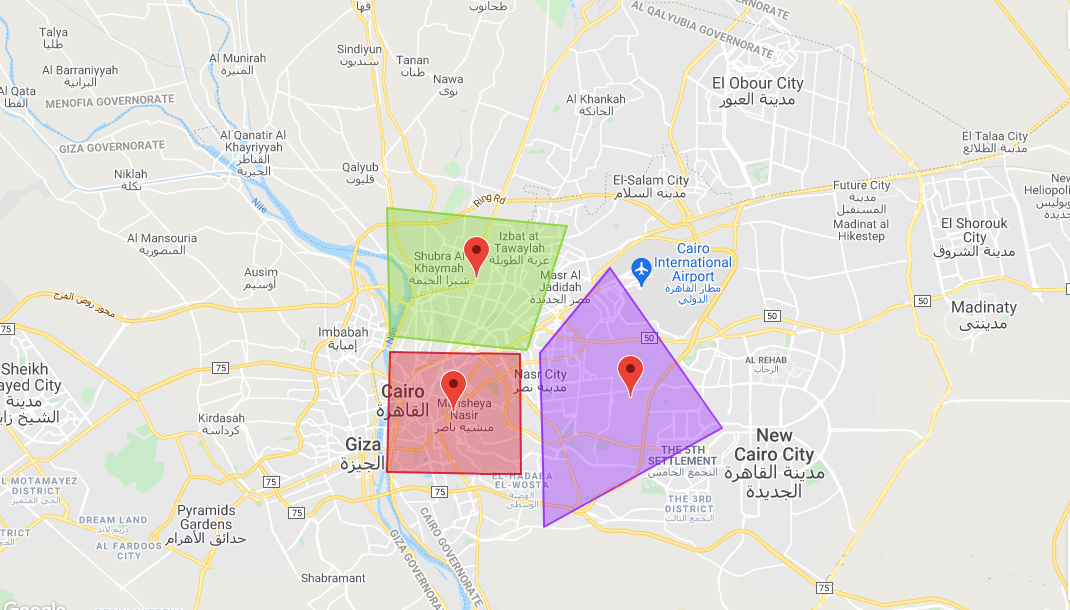 قها
طحانوب
AL QALYUBIA GOVERNORATE
GOVERNORATE
Talya
طليا
Sindiyun
سنديون
Al Munirah
المنيرة
Tanan
طنان
Al Barraniyyah
البرانية
Nawa
نوى
El Obour City
مدينة العبور
Al Qata
القطا
MENOFIA GOVERNORATE
Al Khankah
الخانكة
Al Qanatir Al
Khayriyyah
القناطر
الخيرية
GIZA GOVERNORATE
El Talaa City
مدينة الطلائع
Niklah
نكلة
Qalyub
قليوب
El-Salam City
مدينة السلام
Future City
مدينة
المستقبل
Madinat al
Hikestep
New
Heliopoli
Ring Rd
Nile
El Shorouk
City
مدينة الشروق
Al Mansouria
المنصورية
Izbat at
Tawaylah
عزبة الطويلة
Shubra Al
Khaymah
شبرا الخيمة
Cairo
International
Airport
مطار القاهرة
الدولي
Ausim
أوسيم
Masr Al
Jadidah
مصر الجديدة
محور روض الفرج
50
Madinaty
مدينتي
75
Imbabah
إمبابة
Nile
50
50
Sheikh
ayed City
الشيخ زا
75
Nasr City
مدينة نصر
AL REHAB
الرحاب
Cairo
القاهرة
Mansheya
Nasir
منشية ناصر
Kirdasah
كرداسة
Giza
الجيزة
New
Cairo City
مدينة القاهرة
الجديدة
THE 5TH
SETTLEMENT
التجمع الخامس
L MOTAMAYEZ
DISTRICT
الحي المتميز
75
75
EL-HADABA
EL-WOSTA
الهضبة
الوسطى
THE 3RD
DISTRICT
التجمع الثالث
Pyramids
Gardens
حدائق الأهرام
75
DREAM LAND
دريم لاند
TRICT
AL FARDOOS
CITY
CAIRO GOVERNORATE
GIZA GOVERNORATE
Shabramant
75
Google